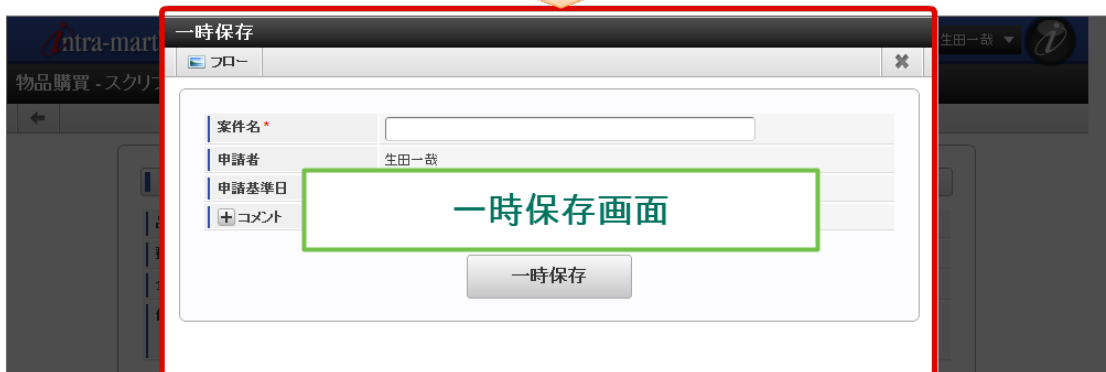 一時保存
intra-mart
生田一哉
フロー
物品購買 - スクリプ
案件名*
申請者
生田一哉
申請基準日
コメント
一時保存画面
一時保存